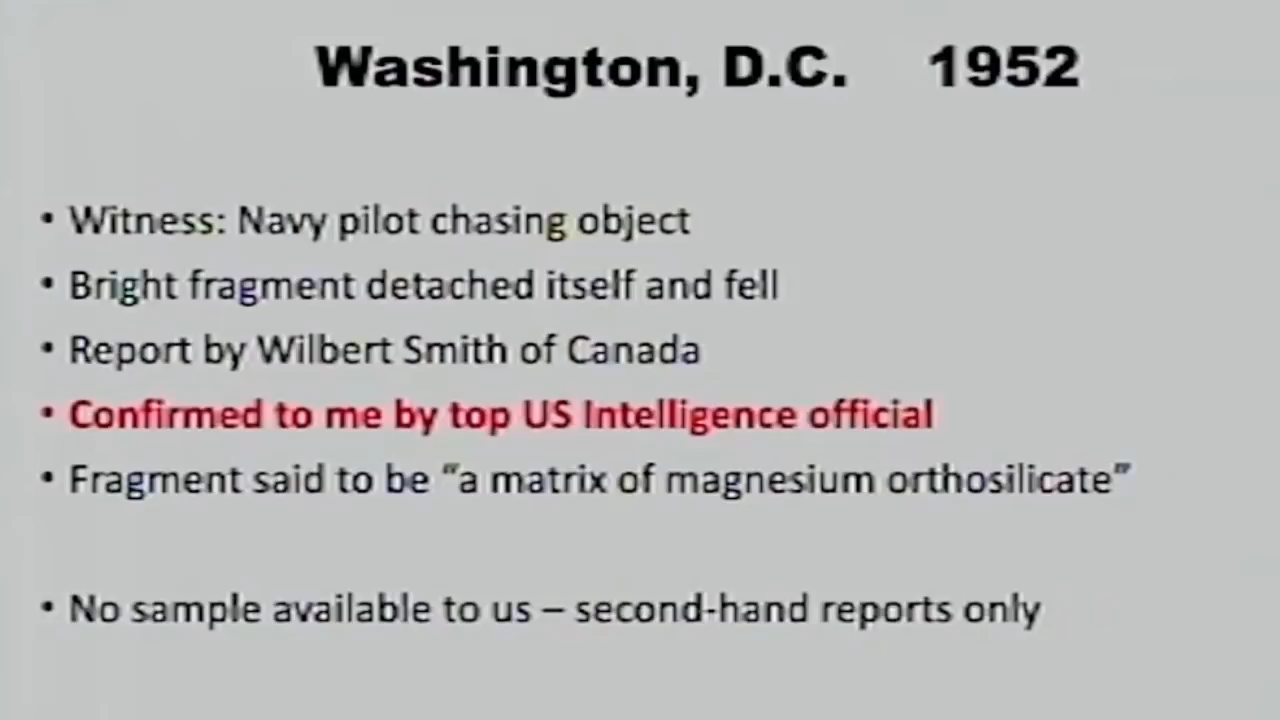 Washington, D.C. 1952
• Witness: Navy pilot chasing object
• Bright fragment detached itself and fell
• Report by Wilbert Smith of Canada
• Confirmed to me by top US Intelligence official
• Fragment said to be “a matrix of magnesium orthosilicate”
• No sample available to us – second-hand reports only